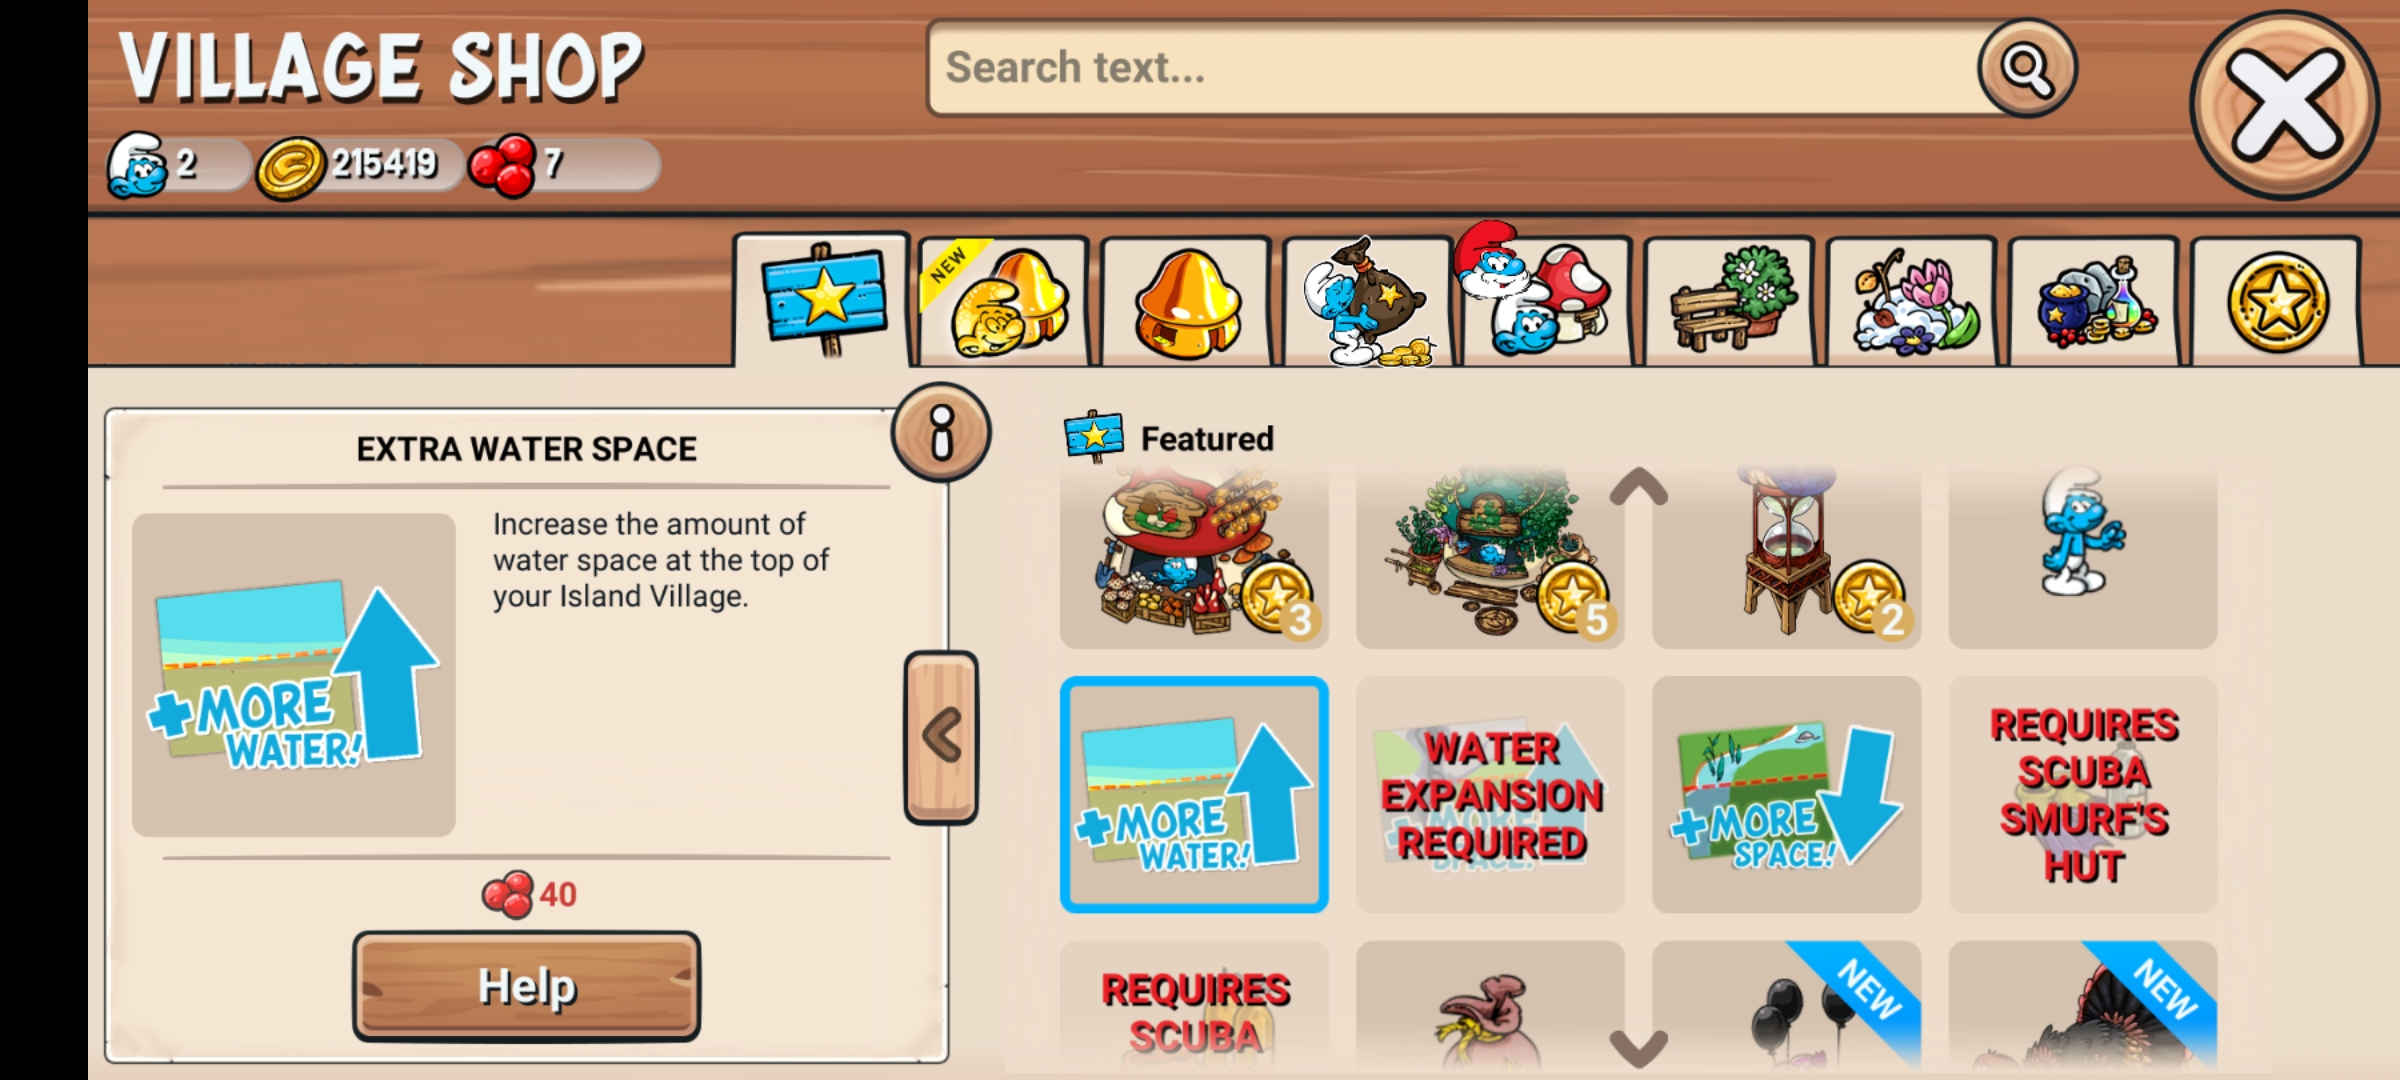 VILLAGE SHOP
Search text...
2
215419
7
NEW
EXTRA WATER SPACE
Increase the amount of
water space at the top of
your Island Village.
+MORE
WATER!
40
Help
Featured
3
5
2
+MORE
WATER!
WATER
EXPANSION
REQUIRED
+MORE
SPACE!
REQUIRES
SCUBA
SMURF'S
HUT
REQUIRES
SCUBA
NEW
NEW